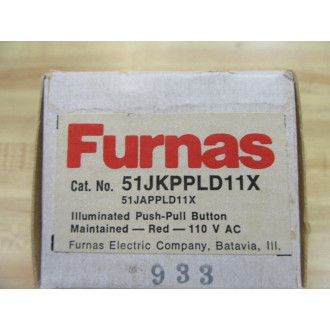 Furnas
Cat. No. 51JKPPLD11X
51JAPPLD11X
Illuminated Push-Pull Button
Maintained — Red — 110 V AC
Furnas Electric Company, Batavia, Ill.
933